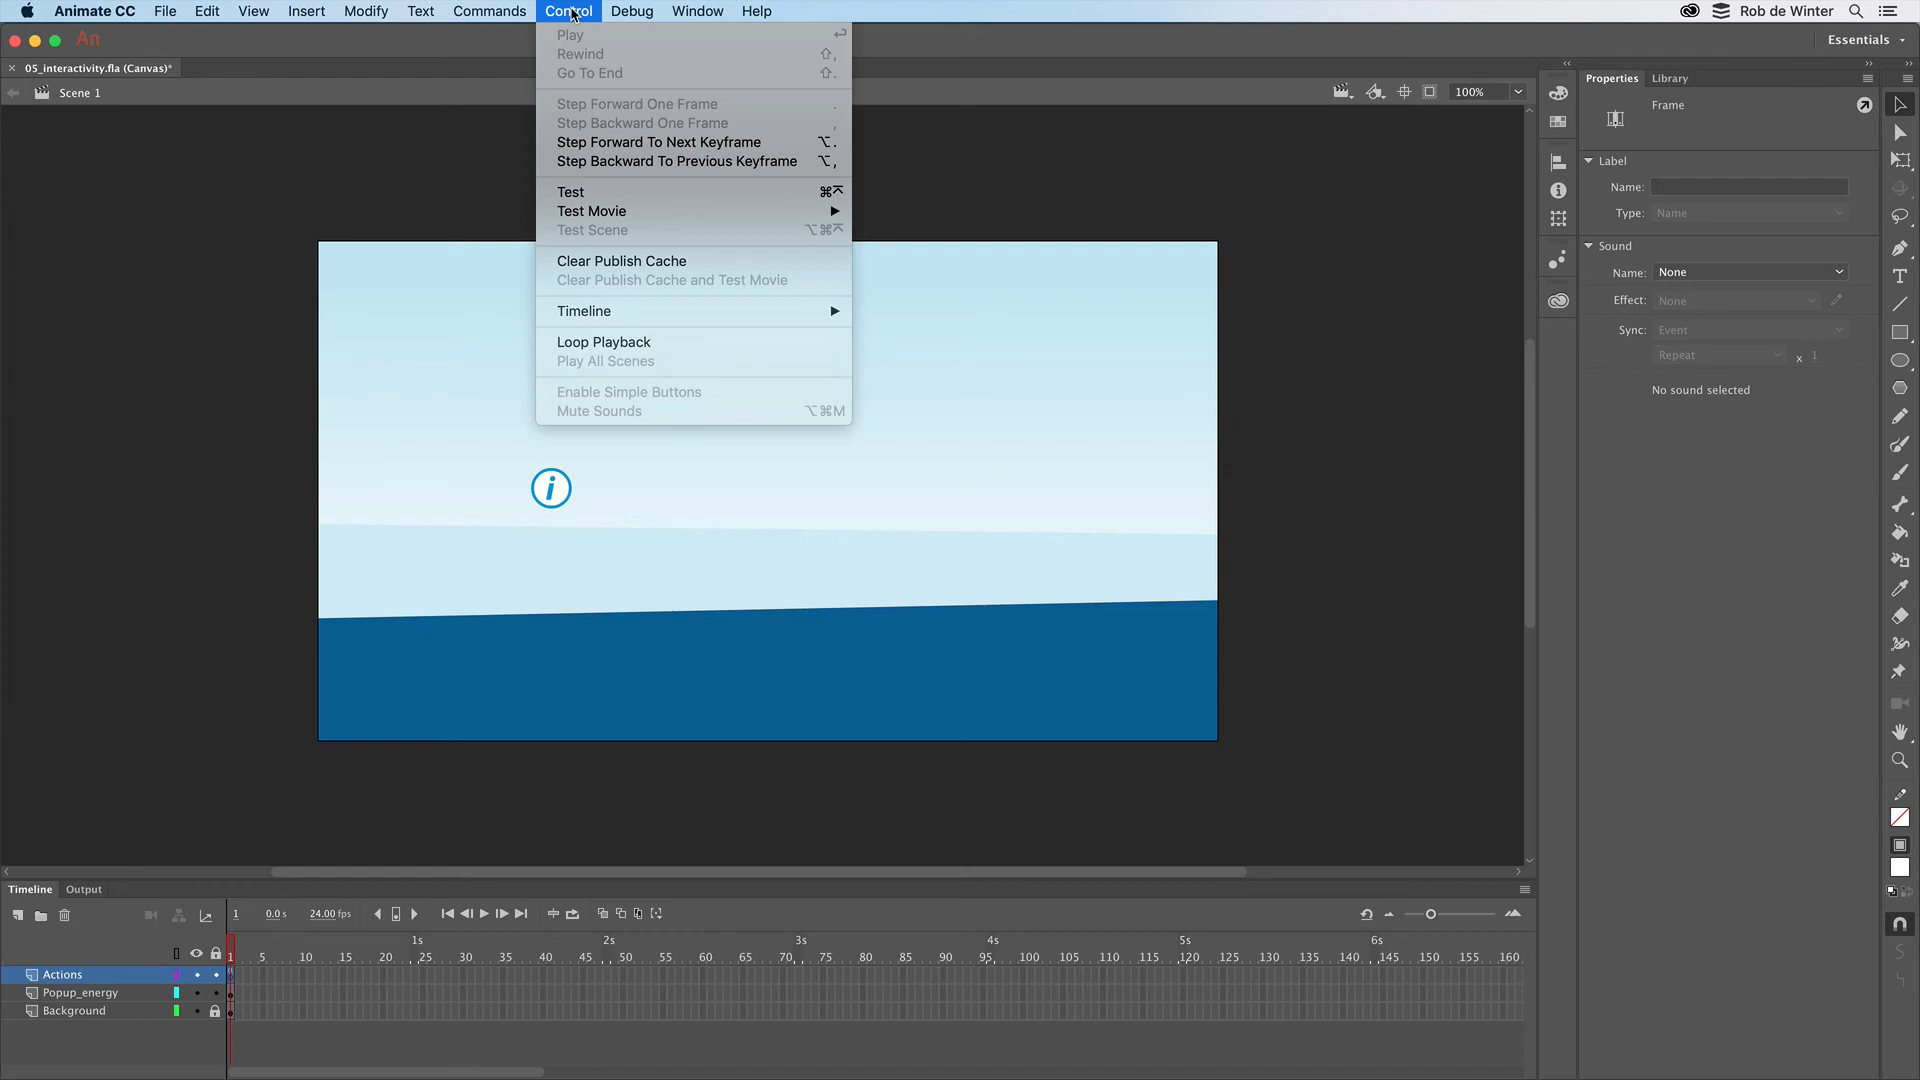 Animate CC File Edit View Insert Modify Text Commands Control Debug Window Help Rob de Winter
An Essentials
05_interactivity.fla (Canvas)*
Scene 1 100%
Play
Rewind ⇧,
Go To End ⇧.
Step Forward One Frame .
Step Backward One Frame ,
Step Forward To Next Keyframe ⌥.
Step Backward To Previous Keyframe ⌥,
Test ⌘
Test Movie
Test Scene ⌥⌘
Clear Publish Cache
Clear Publish Cache and Test Movie
Timeline
Loop Playback
Play All Scenes
Enable Simple Buttons
Mute Sounds ⌥⌘M
i
Properties Library
Frame
Label
Name:
Type: Name
Sound
Name: None
Effect: None
Sync: Event
Repeat x 1
No sound selected
Timeline Output
1 0.0 s 24.00 fps
1s 2s 3s 4s 5s 6s
1 5 10 15 20 25 30 35 40 45 50 55 60 65 70 75 80 85 90 95 100 105 110 115 120 125 130 135 140 145 150 155 160
Actions
Popup_energy
Background